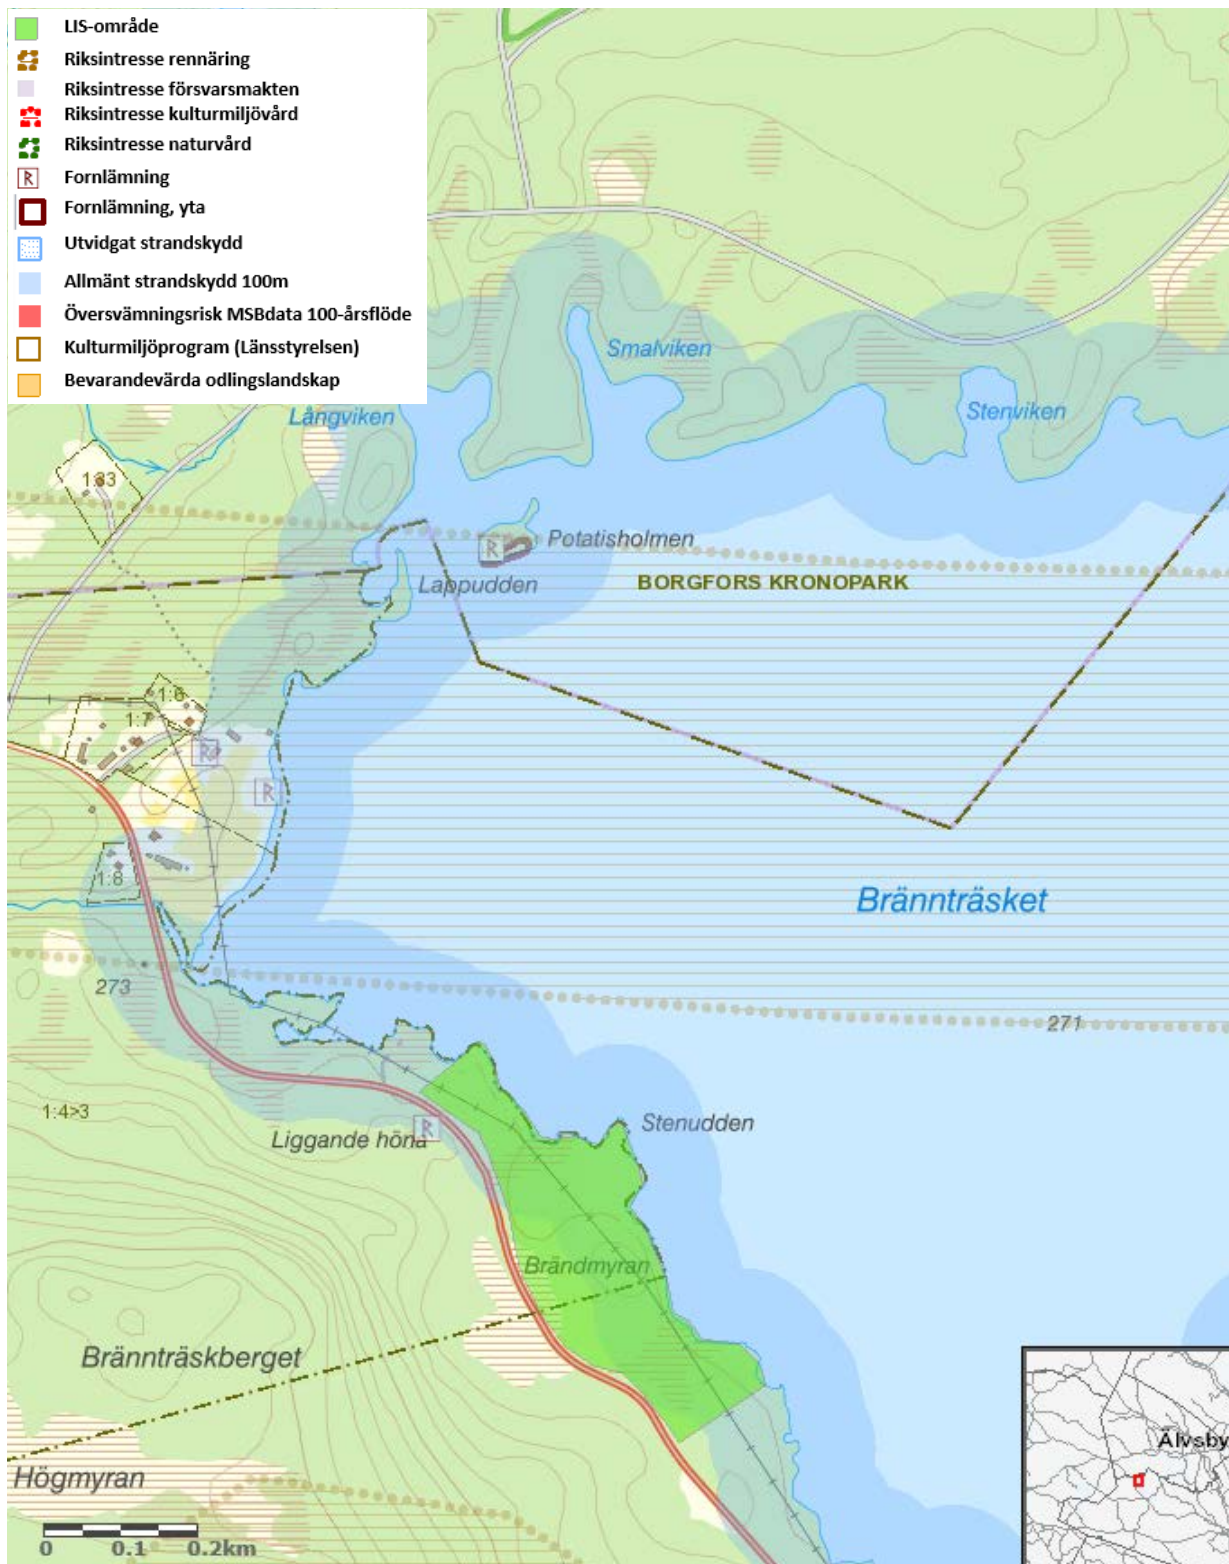 LIS-område
Riksintresse rennäring
Riksintresse försvarsmakten
Riksintresse kulturmiljövård
Riksintresse naturvård
R Fornlämning
Fornlämning, yta
Utvidgat strandskydd
Allmänt strandskydd 100m
Översvämningsrisk MSBdata 100-årsflöde
Kulturmiljöprogram (Länsstyrelsen)
Bevarandevärda odlingslandskap
Smalviken
Långviken
Stenviken
1:33
R
Potatisholmen
Lappudden
BORGFORS KRONOPARK
1:6
1:7
R
R
1:8
Brännträsket
273
271
1:4>3
R
Stenudden
Liggande höna
Brändmyran
Brännträskberget
Älvsby
Högmyran
0 0.1 0.2km